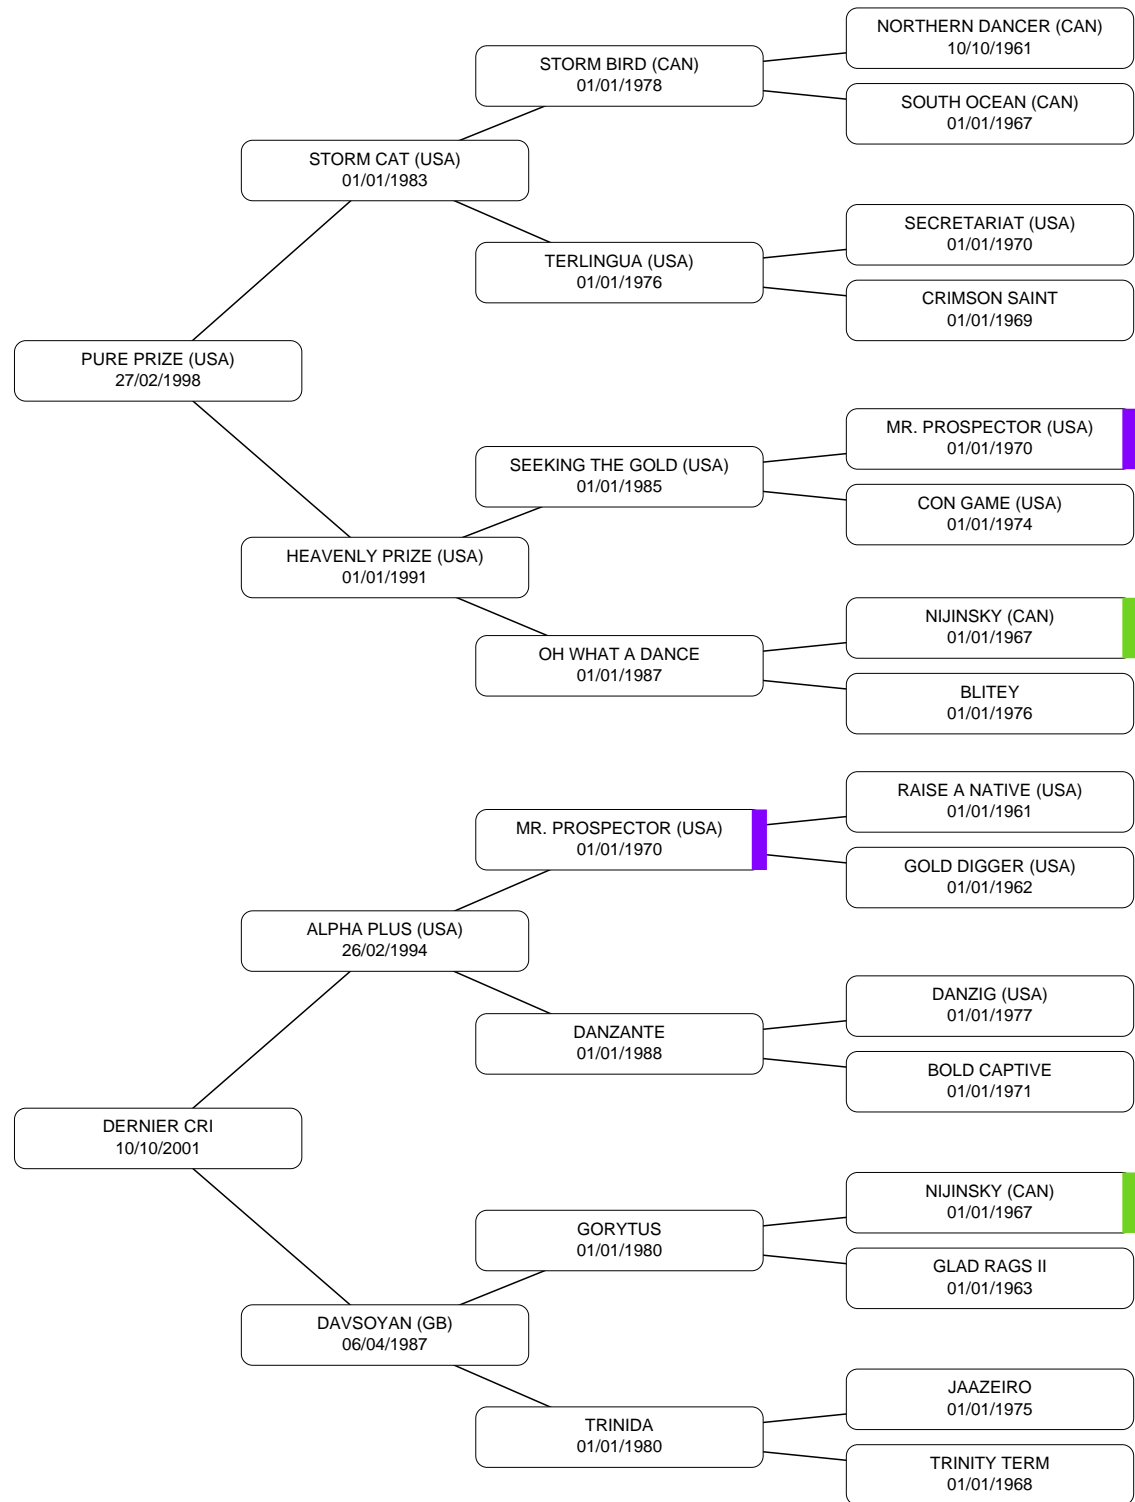 NORTHERN DANCER (CAN)
10/10/1961
STORM BIRD (CAN)
01/01/1978
SOUTH OCEAN (CAN)
01/01/1967
STORM CAT (USA)
01/01/1983
SECRETARIAT (USA)
01/01/1970
TERLINGUA (USA)
01/01/1976
CRIMSON SAINT
01/01/1969
PURE PRIZE (USA)
27/02/1998
MR. PROSPECTOR (USA)
01/01/1970
SEEKING THE GOLD (USA)
01/01/1985
CON GAME (USA)
01/01/1974
HEAVENLY PRIZE (USA)
01/01/1991
NIJINSKY (CAN)
01/01/1967
OH WHAT A DANCE
01/01/1987
BLITEY
01/01/1976
RAISE A NATIVE (USA)
01/01/1961
MR. PROSPECTOR (USA)
01/01/1970
GOLD DIGGER (USA)
01/01/1962
ALPHA PLUS (USA)
26/02/1994
DANZIG (USA)
01/01/1977
DANZANTE
01/01/1988
BOLD CAPTIVE
01/01/1971
DERNIER CRI
10/10/2001
NIJINSKY (CAN)
01/01/1967
GORYTUS
01/01/1980
GLAD RAGS II
01/01/1963
DAVSOYAN (GB)
06/04/1987
JAAZEIRO
01/01/1975
TRINIDA
01/01/1980
TRINITY TERM
01/01/1968